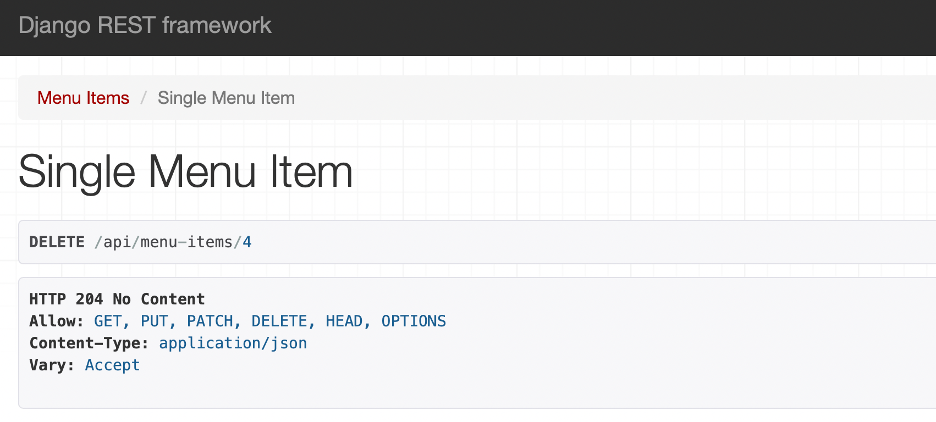 Django REST framework
Menu Items / Single Menu Item
Single Menu Item
DELETE /api/menu-items/4
HTTP 204 No Content
Allow: GET, PUT, PATCH, DELETE, HEAD, OPTIONS
Content-Type: application/json
Vary: Accept